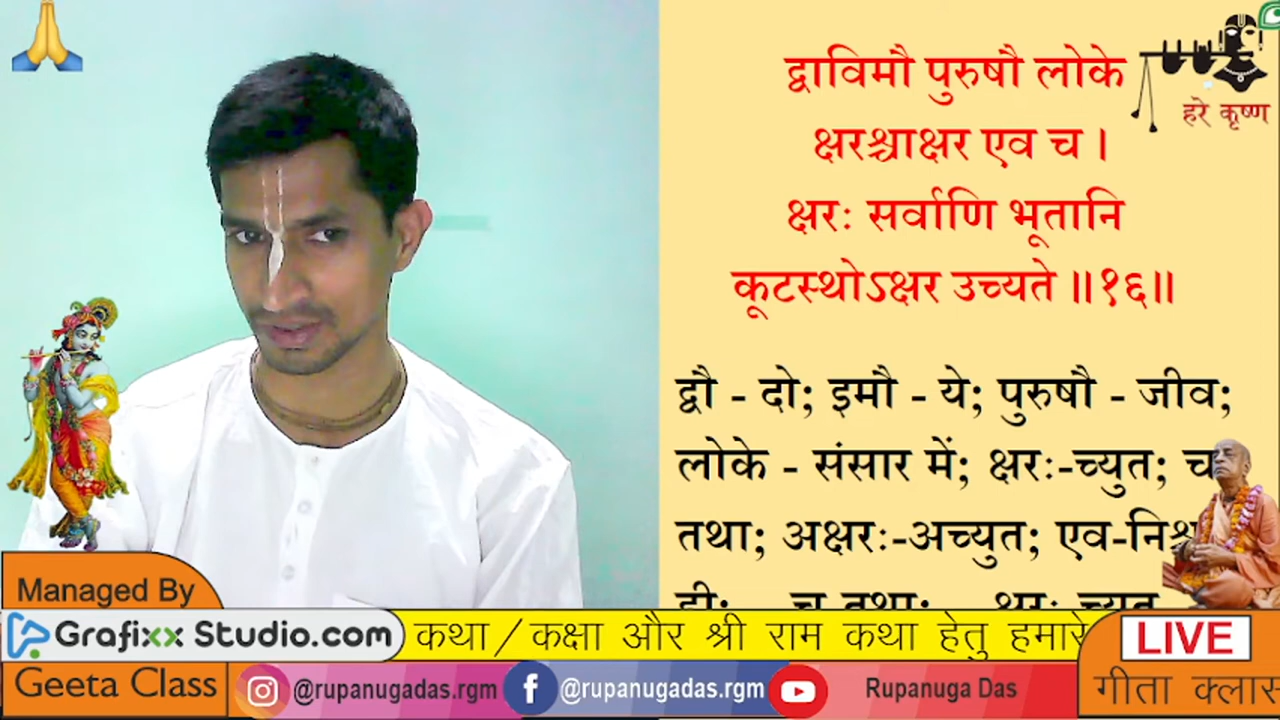 द्वाविमौ पुरुषौ लोके
क्षरश्चाक्षर एव च ।
क्षरः सर्वाणि भूतानि
कूटस्थोऽक्षर उच्यते ॥१६॥
हरे कृष्ण
द्वौ - दो; इमौ - ये; पुरुषौ - जीव;
लोके - संसार में; क्षरः-च्युत; च
तथा; अक्षरः-अच्युत; एव-
Managed By
Grafixx Studio.com
कथा/कक्षा और श्री राम कथा हेतु हमारे
LIVE
Geeta Class
@rupanugadas.rgm
@rupanugadas.rgm
Rupanuga Das
गीता क्लास